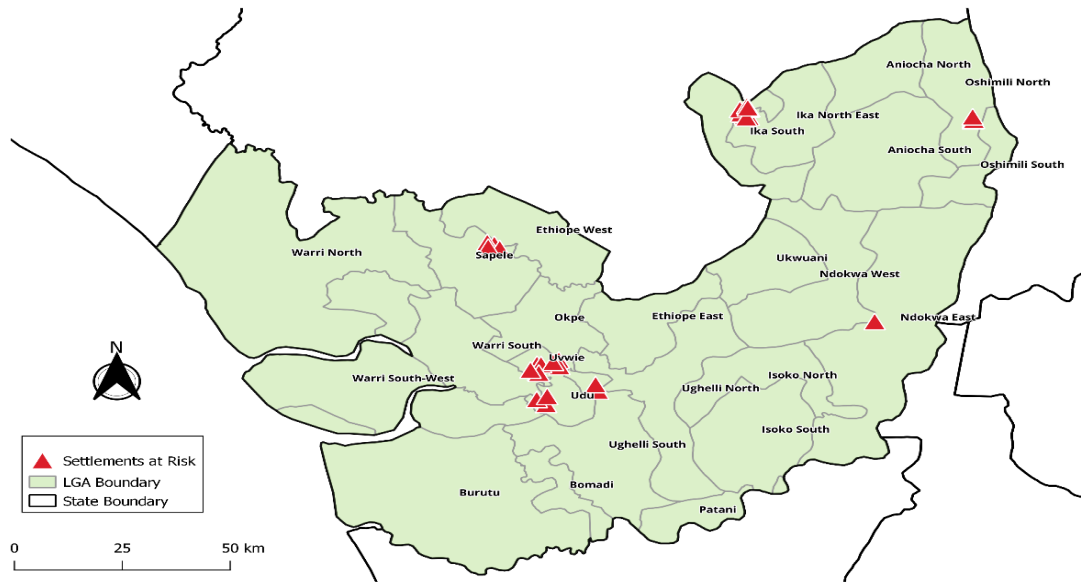 Aniocha North
Oshimili North
Ika North East
Ika South
Aniocha South
Oshimili South
Ethiope West
Warri North
Sapele
Ukwuani
Ndokwa West
Okpe
Ethiope East
Ndokwa East
Warri South
Uvwie
N
Warri South-West
Isoko North
Ughelli North
Udu
Isoko South
Ughelli South
Settlements at Risk
LGA Boundary
State Boundary
Burutu
Bomadi
Patani
0 25 50 km